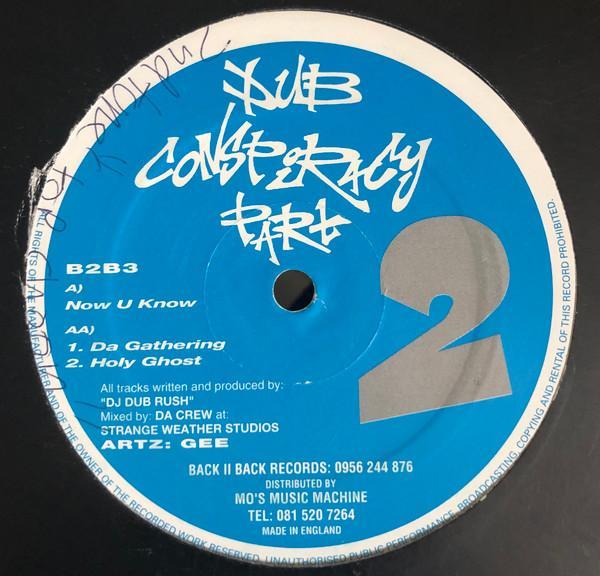 DUB
CONSPIRACY
PART
2
B2B3
A)
Now U Know
AA)
1. Da Gathering
2. Holy Ghost
All tracks written and produced by:
"DJ DUB RUSH"
Mixed by: DA CREW at:
STRANGE WEATHER STUDIOS
ARTZ: GEE
BACK II BACK RECORDS: 0956 244 876
DISTRIBUTED BY
MO'S MUSIC MACHINE
TEL: 081 520 7264
MADE IN ENGLAND
ALL RIGHTS OF THE MANUFACTURER AND OF THE OWNER OF THE RECORDED WORK RESERVED. UNAUTHORISED PUBLIC PERFORMANCE, BROADCASTING, COPYING AND RENTAL OF THIS RECORD PROHIBITED.
2nd tune